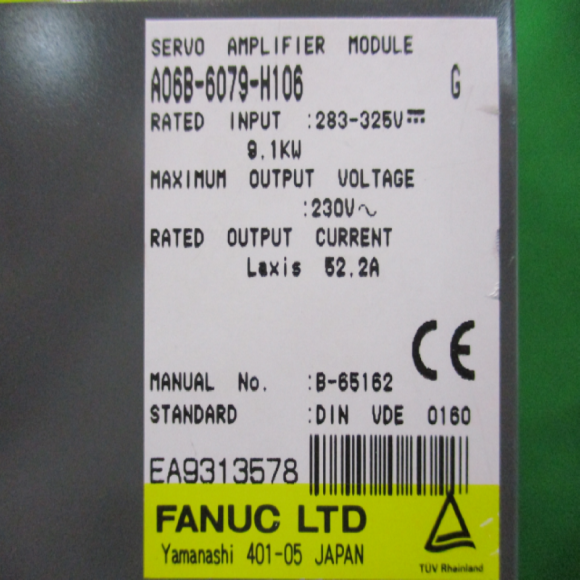 SERVO AMPLIFIER MODULE
A06B-6079-H106 G
RATED INPUT :283-325V⎓
9.1KW
MAXIMUM OUTPUT VOLTAGE
:230V～
RATED OUTPUT CURRENT
Laxis 52.2A
CE
MANUAL No. :B-65162
STANDARD :DIN VDE 0160
EA9313578
FANUC LTD
Yamanashi 401-05 JAPAN
TÜV Rheinland